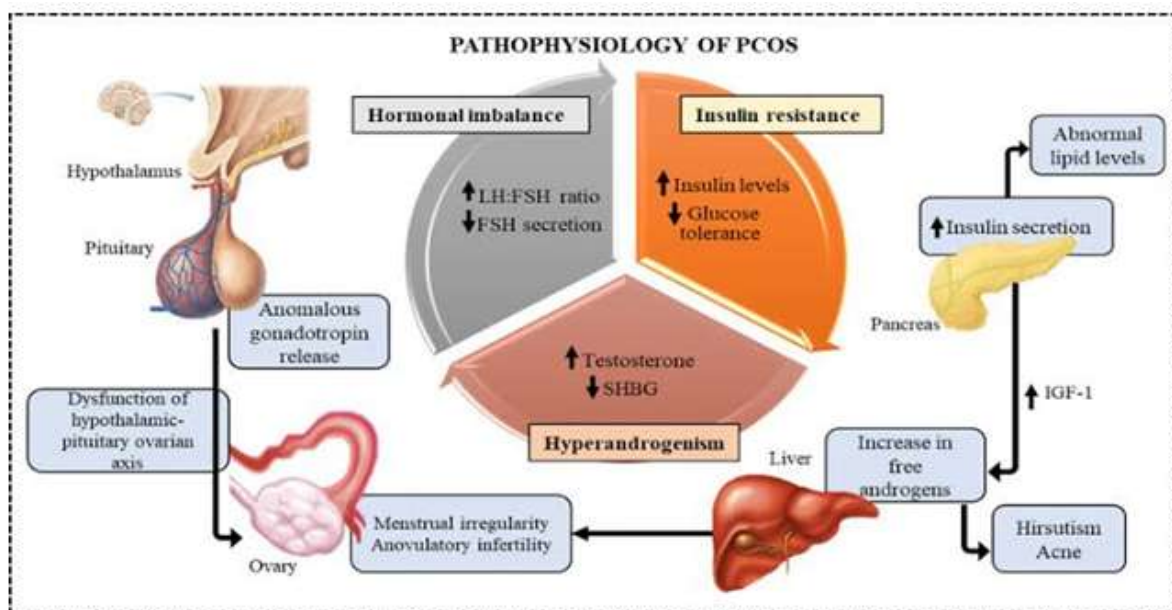 PATHOPHYSIOLOGY OF PCOS
Hormonal imbalance
↑ LH:FSH ratio
↓ FSH secretion
Insulin resistance
↑ Insulin levels
↓ Glucose
tolerance
↑ Testosterone
↓ SHBG
Hyperandrogenism
Hypothalamus
Pituitary
Anomalous
gonadotropin
release
Dysfunction of
hypothalamic-
pituitary ovarian
axis
Ovary
Menstrual irregularity
Anovulatory infertility
Abnormal
lipid levels
↑ Insulin secretion
Pancreas
↑ IGF-1
Liver
Increase in
free
androgens
Hirsutism
Acne